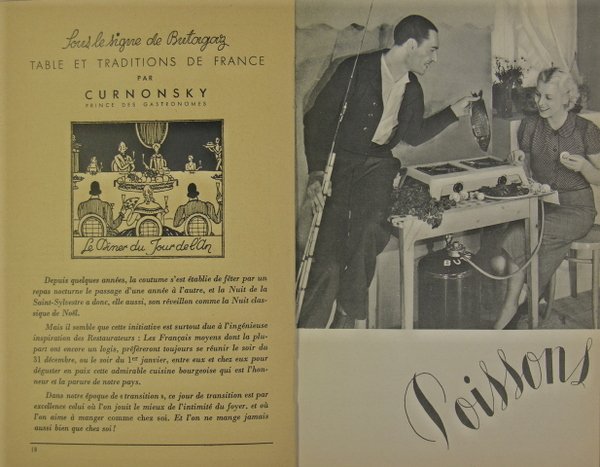 Sous le signe de Butagaz
TABLE ET TRADITIONS DE FRANCE
PAR
CURNONSKY
PRINCE DES GASTRONOMES
Le Dîner du Jour de l'An
Depuis quelques années, la coutume s'est établie de fêter par un
repas nocturne le passage d'une année à l'autre, et la Nuit de la
Saint-Sylvestre a donc, elle aussi, son réveillon comme la Nuit clas-
sique de Noël.
Mais il semble que cette initiative est surtout due à l'ingénieuse
inspiration des Restaurateurs : Les Français moyens dont la plu-
part ont encore un logis, préfèreront toujours se réunir le soir du
31 décembre, ou le soir du 1er janvier, entre eux et chez eux pour
déguster en paix cette admirable cuisine bourgeoise qui est l'hon-
neur et la parure de notre pays.
Dans notre époque de « transition », ce jour de transition est par
excellence celui où l'on jouit le mieux de l'intimité du foyer, et où
l'on aime à manger comme chez soi. Et l'on ne mange jamais
aussi bien que chez soi !
18
Poissons